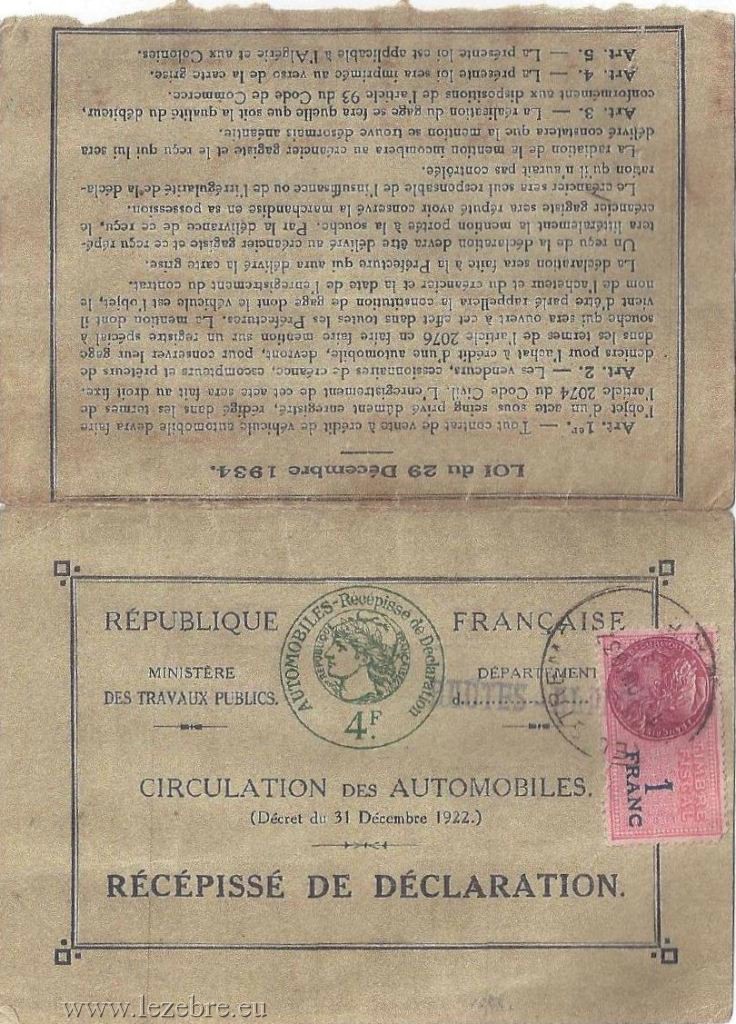 LOI du 29 Décembre 1934.
Art. 1er. — Tout contrat de vente à crédit de véhicule automobile devra faire
l'objet d'un acte sous seing privé dûment enregistré, rédigé dans les termes de
l'article 2074 du Code Civil. L'enregistrement de cet acte sera fait au droit fixe.
Art. 2. — Les vendeurs, cessionnaires de créance, escompteurs et prêteurs de
deniers pour l'achat à crédit d'une automobile, devront, pour conserver leur gage
dans les termes de l'article 2076 en faire faire mention sur un registre spécial à
souche qui sera ouvert à cet effet dans toutes les Préfectures. La mention dont il
vient d'être parlé rappellera la constitution de gage dont le véhicule est l'objet, le
nom de l'acheteur et du créancier et la date de l'enregistrement du contrat.
La déclaration sera faite à la Préfecture qui aura délivré la carte grise.
Un reçu de la déclaration devra être délivré au créancier gagiste et ce reçu répé-
tera littéralement la mention portée à la souche. Par la délivrance de ce reçu, le
créancier gagiste sera réputé avoir conservé la marchandise en sa possession.
Le créancier sera seul responsable de l'insuffisance ou de l'irrégularité de la décla-
ration qu'il n'aurait pas contrôlée.
La radiation de le mention incombera au créancier gagiste et le reçu qui lui sera
délivré constatera que la mention se trouve désormais anéantie.
Art. 3. — La réalisation du gage se fera quelle que soit la qualité du débiteur,
conformément aux dispositions de l'article 93 du Code de Commerce.
Art. 4. — La présente loi sera imprimée au verso de la carte grise.
Art. 5. — La présente loi est applicable à l'Algérie et aux Colonies.
RÉPUBLIQUE FRANÇAISE
AUTOMOBILES-Récépissé de Déclaration
RÉPUBLIQUE FRANÇAISE
4F.
MINISTÈRE
DES TRAVAUX PUBLICS.
DÉPARTEMENT
d
HAUTES-ALPES
TIMBRE
FISCAL
1
FRANC
CIRCULATION DES AUTOMOBILES.
(Décret du 31 Décembre 1922.)
RÉCÉPISSÉ DE DÉCLARATION.
www.lezebre.eu